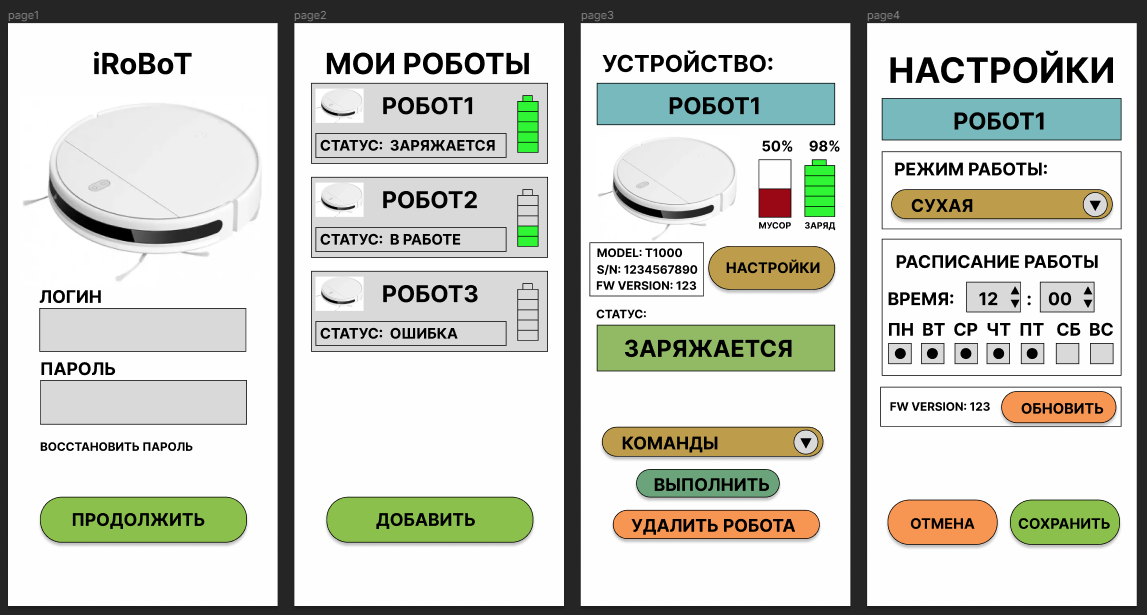 page1
iRoBoT
ЛОГИН
ПАРОЛЬ
ВОССТАНОВИТЬ ПАРОЛЬ
ПРОДОЛЖИТЬ
page2
МОИ РОБОТЫ
РОБОТ1
СТАТУС: ЗАРЯЖАЕТСЯ
РОБОТ2
СТАТУС: В РАБОТЕ
РОБОТ3
СТАТУС: ОШИБКА
ДОБАВИТЬ
page3
УСТРОЙСТВО:
РОБОТ1
50% 98%
МУСОР ЗАРЯД
MODEL: T1000
S/N: 1234567890
FW VERSION: 123
НАСТРОЙКИ
СТАТУС:
ЗАРЯЖАЕТСЯ
КОМАНДЫ
ВЫПОЛНИТЬ
УДАЛИТЬ РОБОТА
page4
НАСТРОЙКИ
РОБОТ1
РЕЖИМ РАБОТЫ:
СУХАЯ
РАСПИСАНИЕ РАБОТЫ
ВРЕМЯ: 12 : 00
ПН ВТ СР ЧТ ПТ СБ ВС
FW VERSION: 123 ОБНОВИТЬ
ОТМЕНА СОХРАНИТЬ